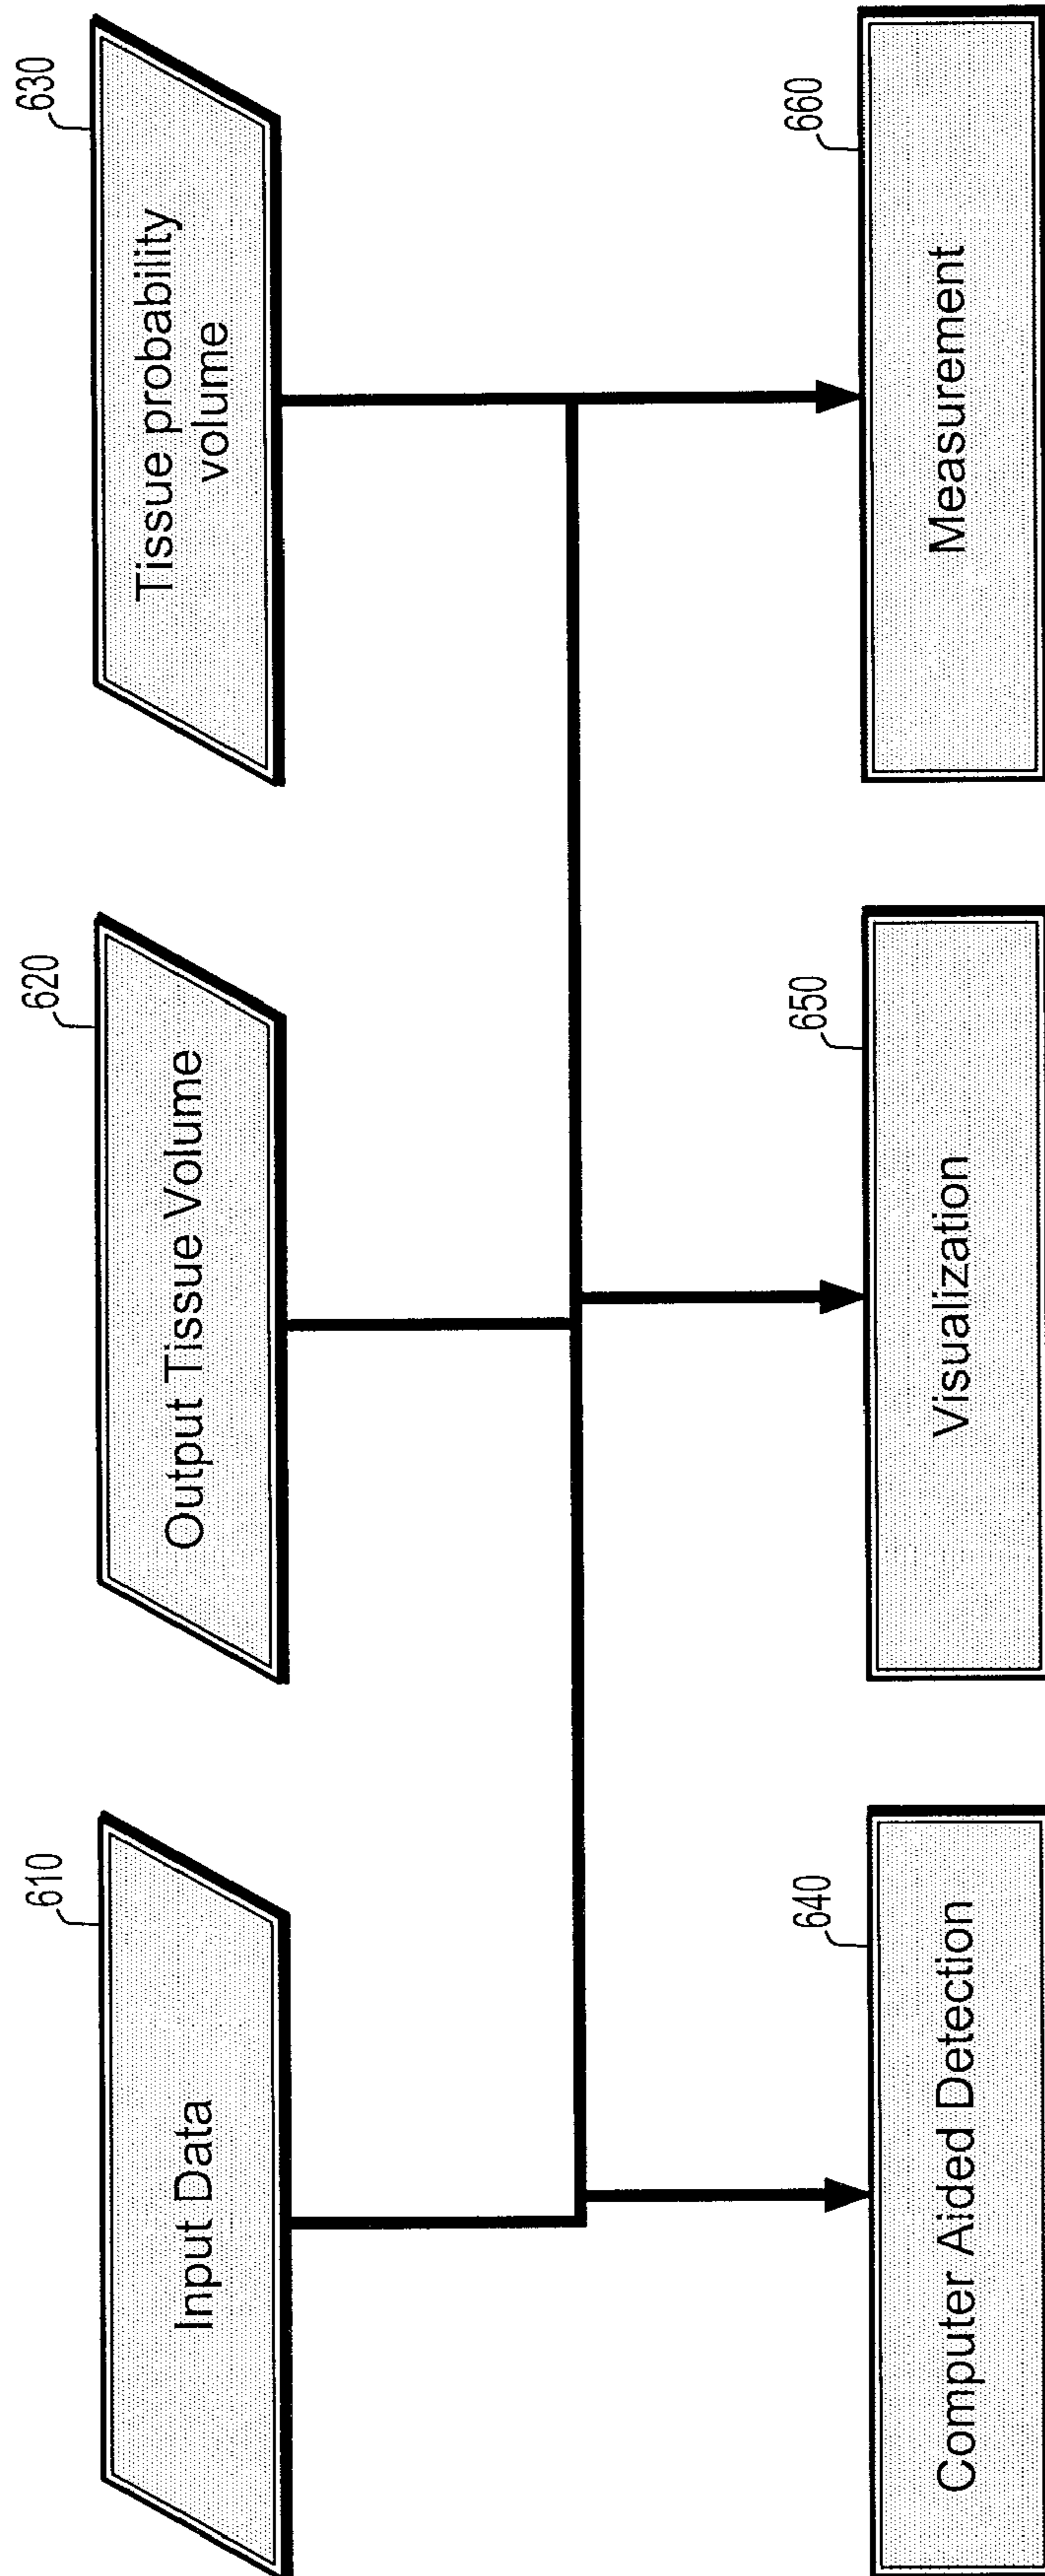 610
Input Data
620
Output Tissue Volume
630
Tissue probability
volume
640
Computer Aided Detection
650
Visualization
660
Measurement